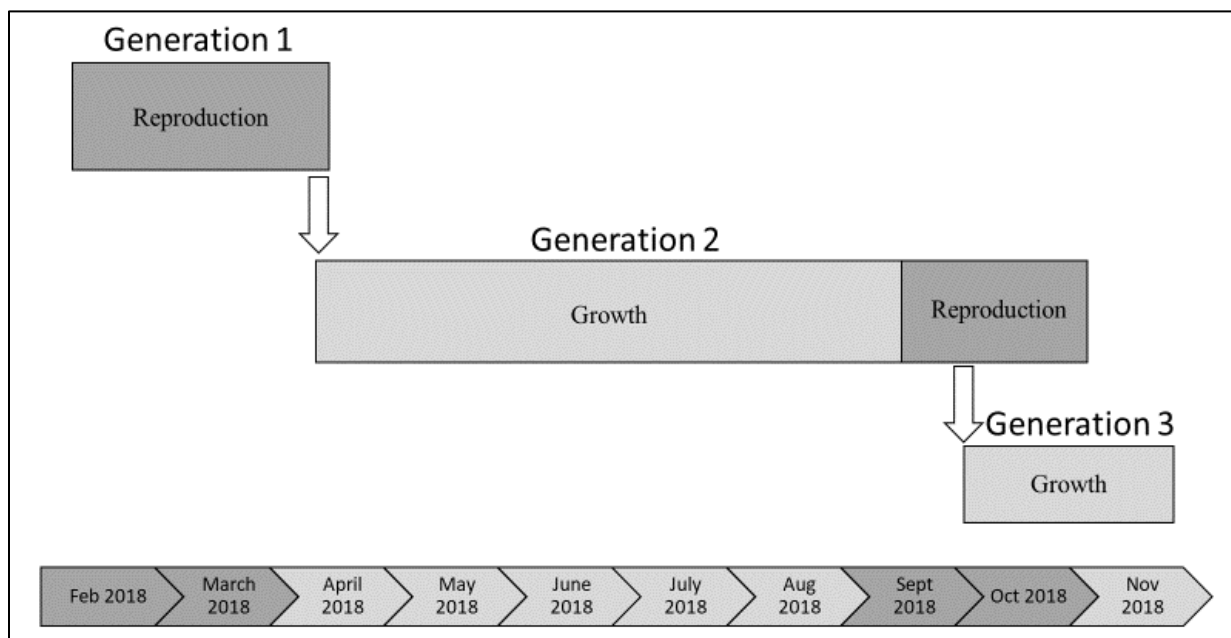 Generation 1
Reproduction
Generation 2
Growth
Reproduction
Generation 3
Growth
Feb 2018
March
2018
April
2018
May
2018
June
2018
July
2018
Aug
2018
Sept
2018
Oct 2018
Nov
2018